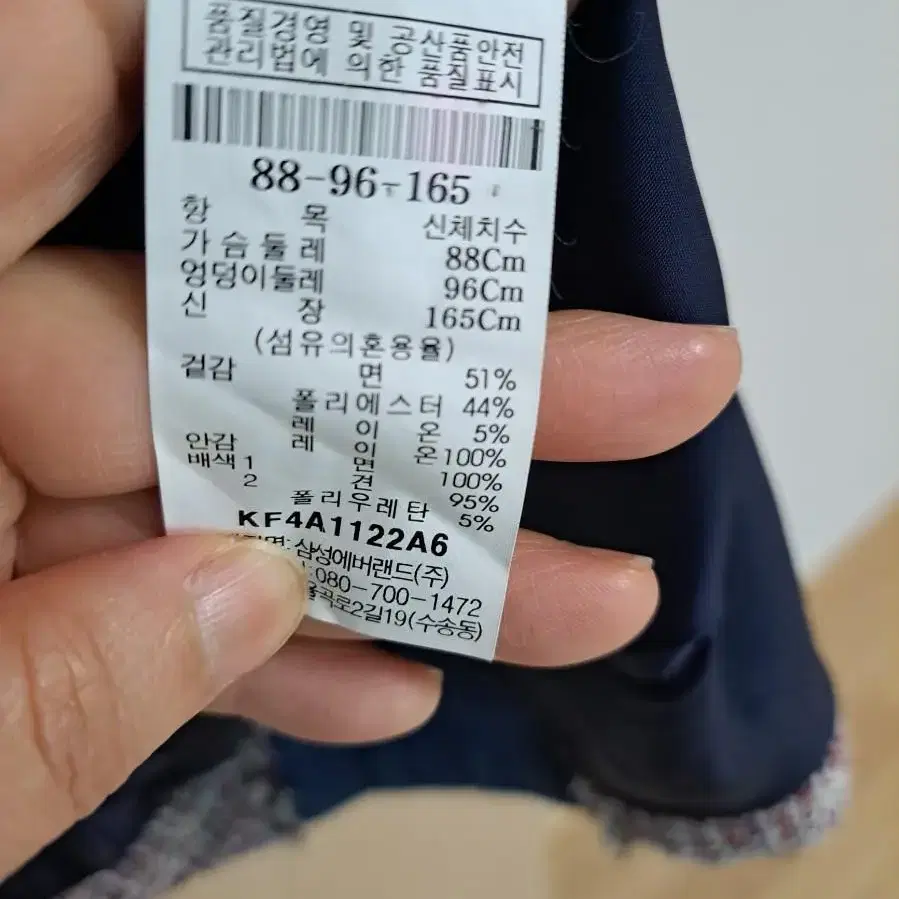 품질경영 및 공산품안전
관리법에 의한 품질표시
88-96-165
항 목 신체치수
가슴둘레 88Cm
엉덩이둘레 96Cm
신 장 165Cm
(섬유의혼용율)
겉감 면 51%
폴리에스터 44%
레이온 5%
안감 레이온 100%
배색1 면 100%
2 견 95%
폴리우레탄 5%
KF4A1122A6
삼성에버랜드(주)
080-700-1472
로2길19(수송동)